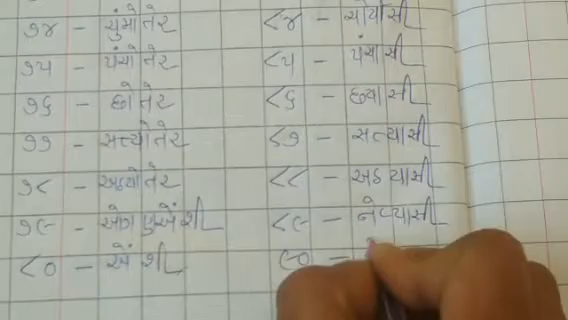 ૭૪ - ચુંમોતેર
૭૫ - પંચોતેર
૭૬ - છોતેર
૭૭ - સત્યોતેર
૭૮ - અઠ્યોતેર
૭૯ - ઓગણએંશી
૮૦ - એંશી
૮૪ - ચોર્યાસી
૮૫ - પંચાસી
૮૬ - છ્યાસી
૮૭ - સત્યાસી
૮૮ - અઠયાસી
૮૯ - નેવ્યાસી
૯૦ -